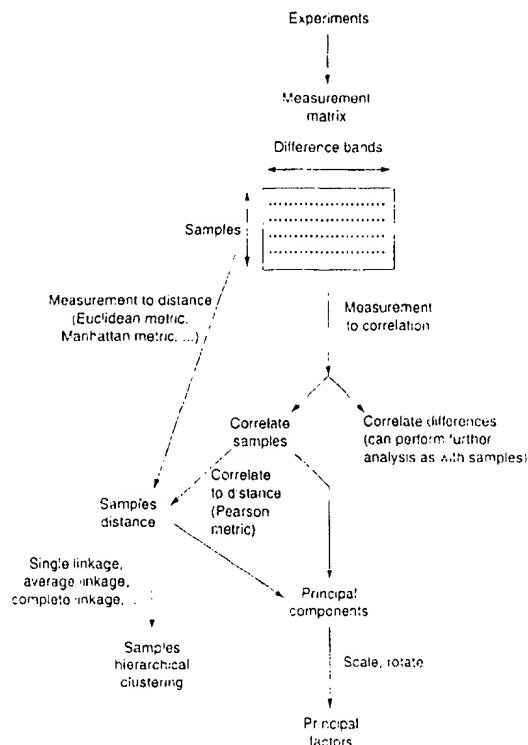 Experiments
Measurement
matrix
Difference bands
Samples
Measurement to distance
(Euclidean metric,
Manhattan metric, ...)
Measurement
to correlation
Correlate
samples
Correlate differences
(can perform further
analysis as with samples)
Correlate
to distance
(Pearson
metric)
Samples
distance
Single linkage,
average linkage,
complete linkage, ..
Principal
components
Samples
hierarchical
clustering
Scale, rotate
Principal
factors